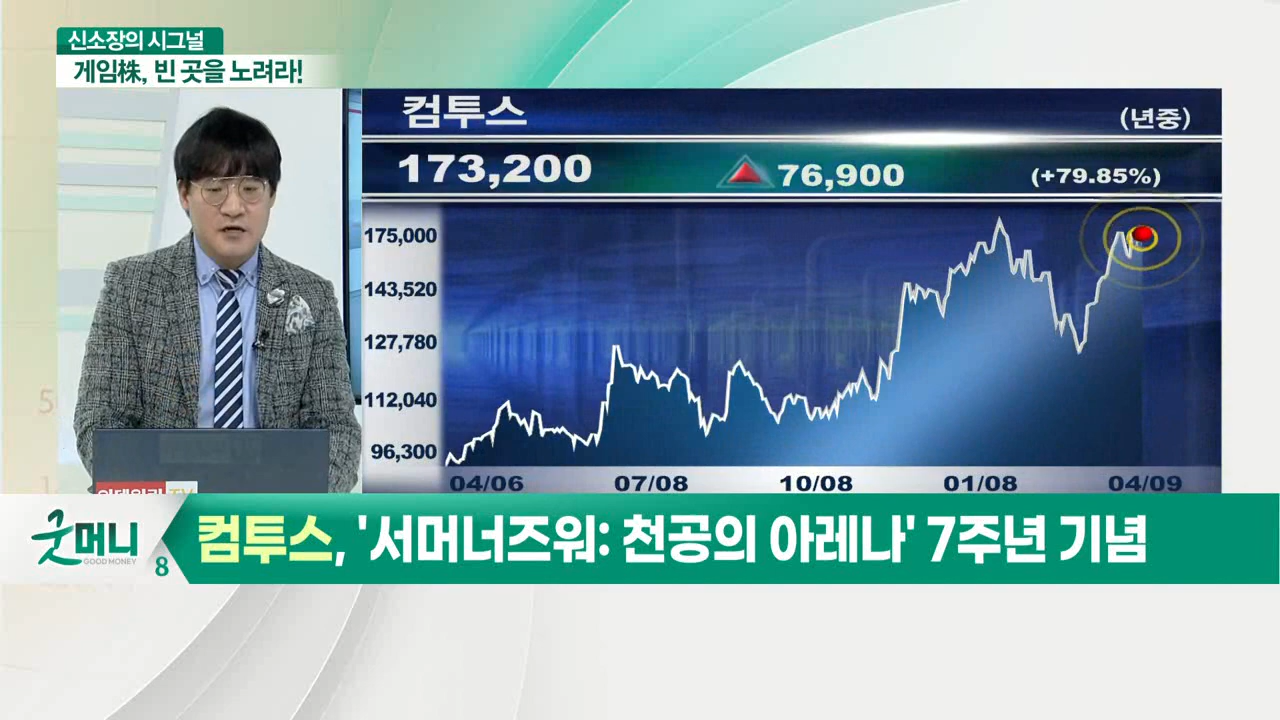 신소장의 시그널
게임株, 빈 곳을 노려라!
컴투스
(년중)
173,200
▲ 76,900
(+79.85%)
175,000
143,520
127,780
112,040
96,300
04/06
07/08
10/08
01/08
04/09
굿머니
GOOD MONEY
8
컴투스, '서머너즈워: 천공의 아레나' 7주년 기념